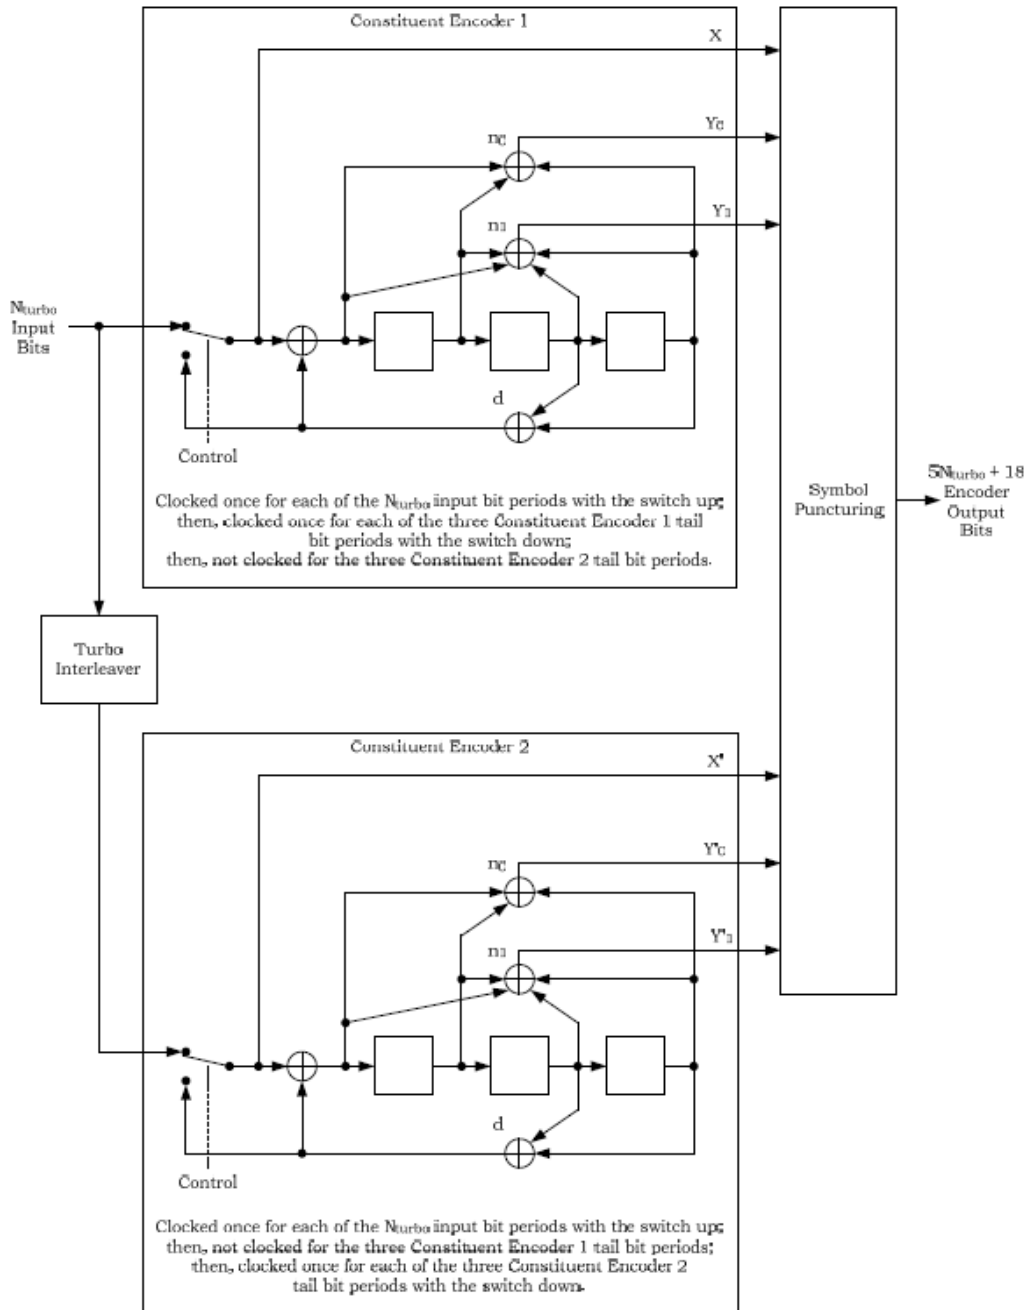 Constituent Encoder 1
X
Y0
n0
Y1
n1
Nturbo
Input
Bits
d
Control
Clocked once for each of the Nturbo input bit periods with the switch up;
then, clocked once for each of the three Constituent Encoder 1 tail
bit periods with the switch down;
then, not clocked for the three Constituent Encoder 2 tail bit periods.
Symbol
Puncturing
5Nturbo + 18
Encoder
Output
Bits
Turbo
Interleaver
Constituent Encoder 2
X'
Y'0
n0
Y'1
n1
d
Control
Clocked once for each of the Nturbo input bit periods with the switch up;
then, not clocked for the three Constituent Encoder 1 tail bit periods;
then, clocked once for each of the three Constituent Encoder 2
tail bit periods with the switch down.